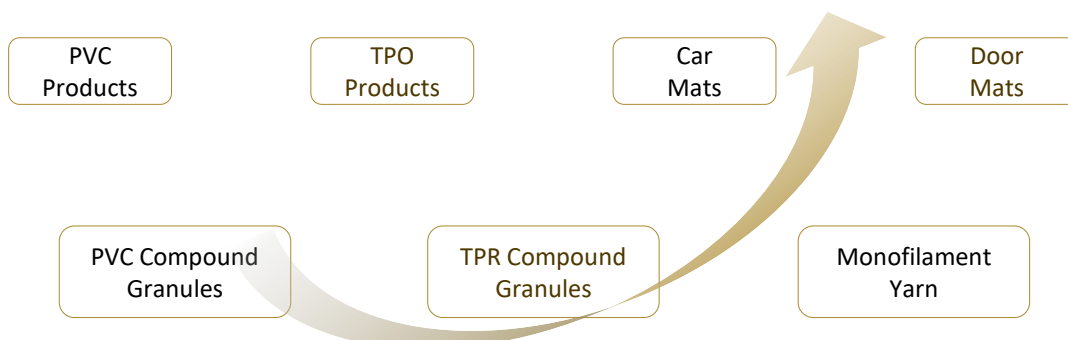 PVC
Products
TPO
Products
Car
Mats
Door
Mats
PVC Compound
Granules
TPR Compound
Granules
Monofilament
Yarn